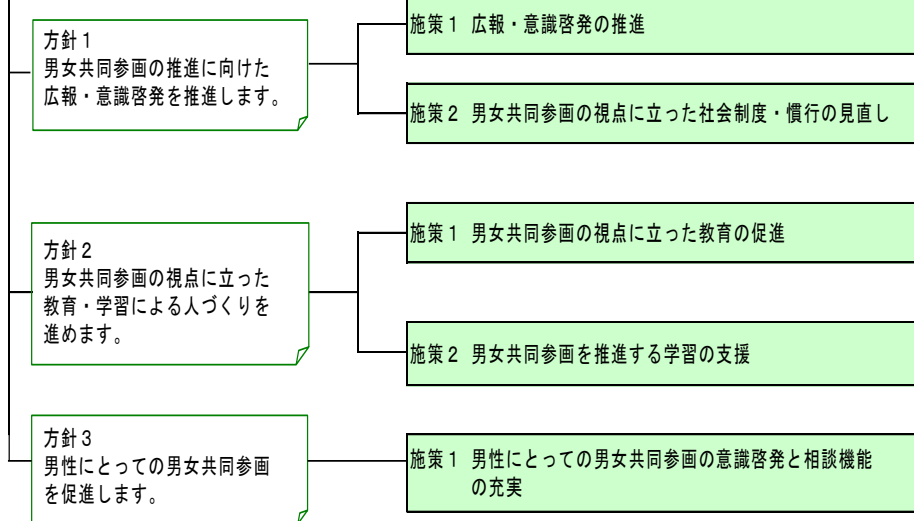 方針１
男女共同参画の推進に向けた
広報・意識啓発を推進します。
施策１ 広報・意識啓発の推進
施策２ 男女共同参画の視点に立った社会制度・慣行の見直し
方針２
男女共同参画の視点に立った
教育・学習による人づくりを
進めます。
施策１ 男女共同参画の視点に立った教育の促進
施策２ 男女共同参画を推進する学習の支援
方針３
男性にとっての男女共同参画
を促進します。
施策１ 男性にとっての男女共同参画の意識啓発と相談機能
の充実